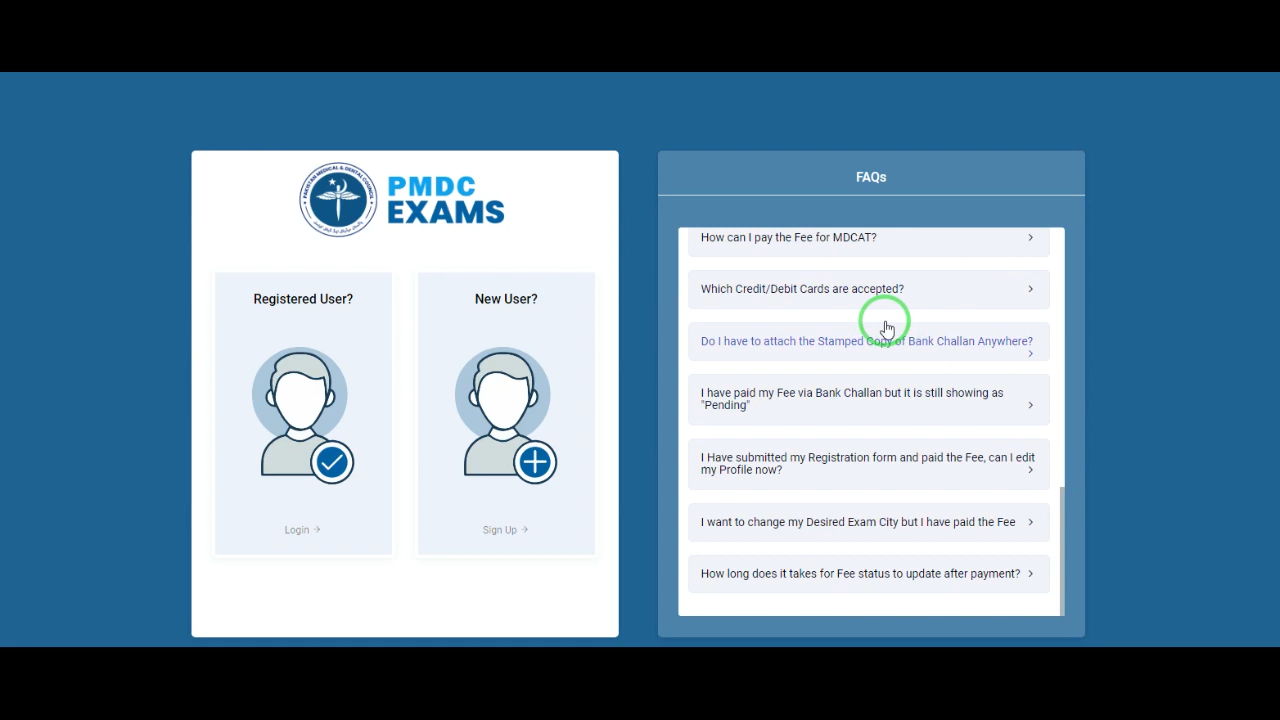 PAKISTAN MEDICAL & DENTAL COUNCIL
PMDC
EXAMS
Registered User?
New User?
Login
Sign Up
FAQs
How can I pay the Fee for MDCAT?
Which Credit/Debit Cards are accepted?
Do I have to attach the Stamped Copy of Bank Challan Anywhere?
I have paid my Fee via Bank Challan but it is still showing as
"Pending"
I Have submitted my Registration form and paid the Fee, can I edit
my Profile now?
I want to change my Desired Exam City but I have paid the Fee
How long does it takes for Fee status to update after payment?